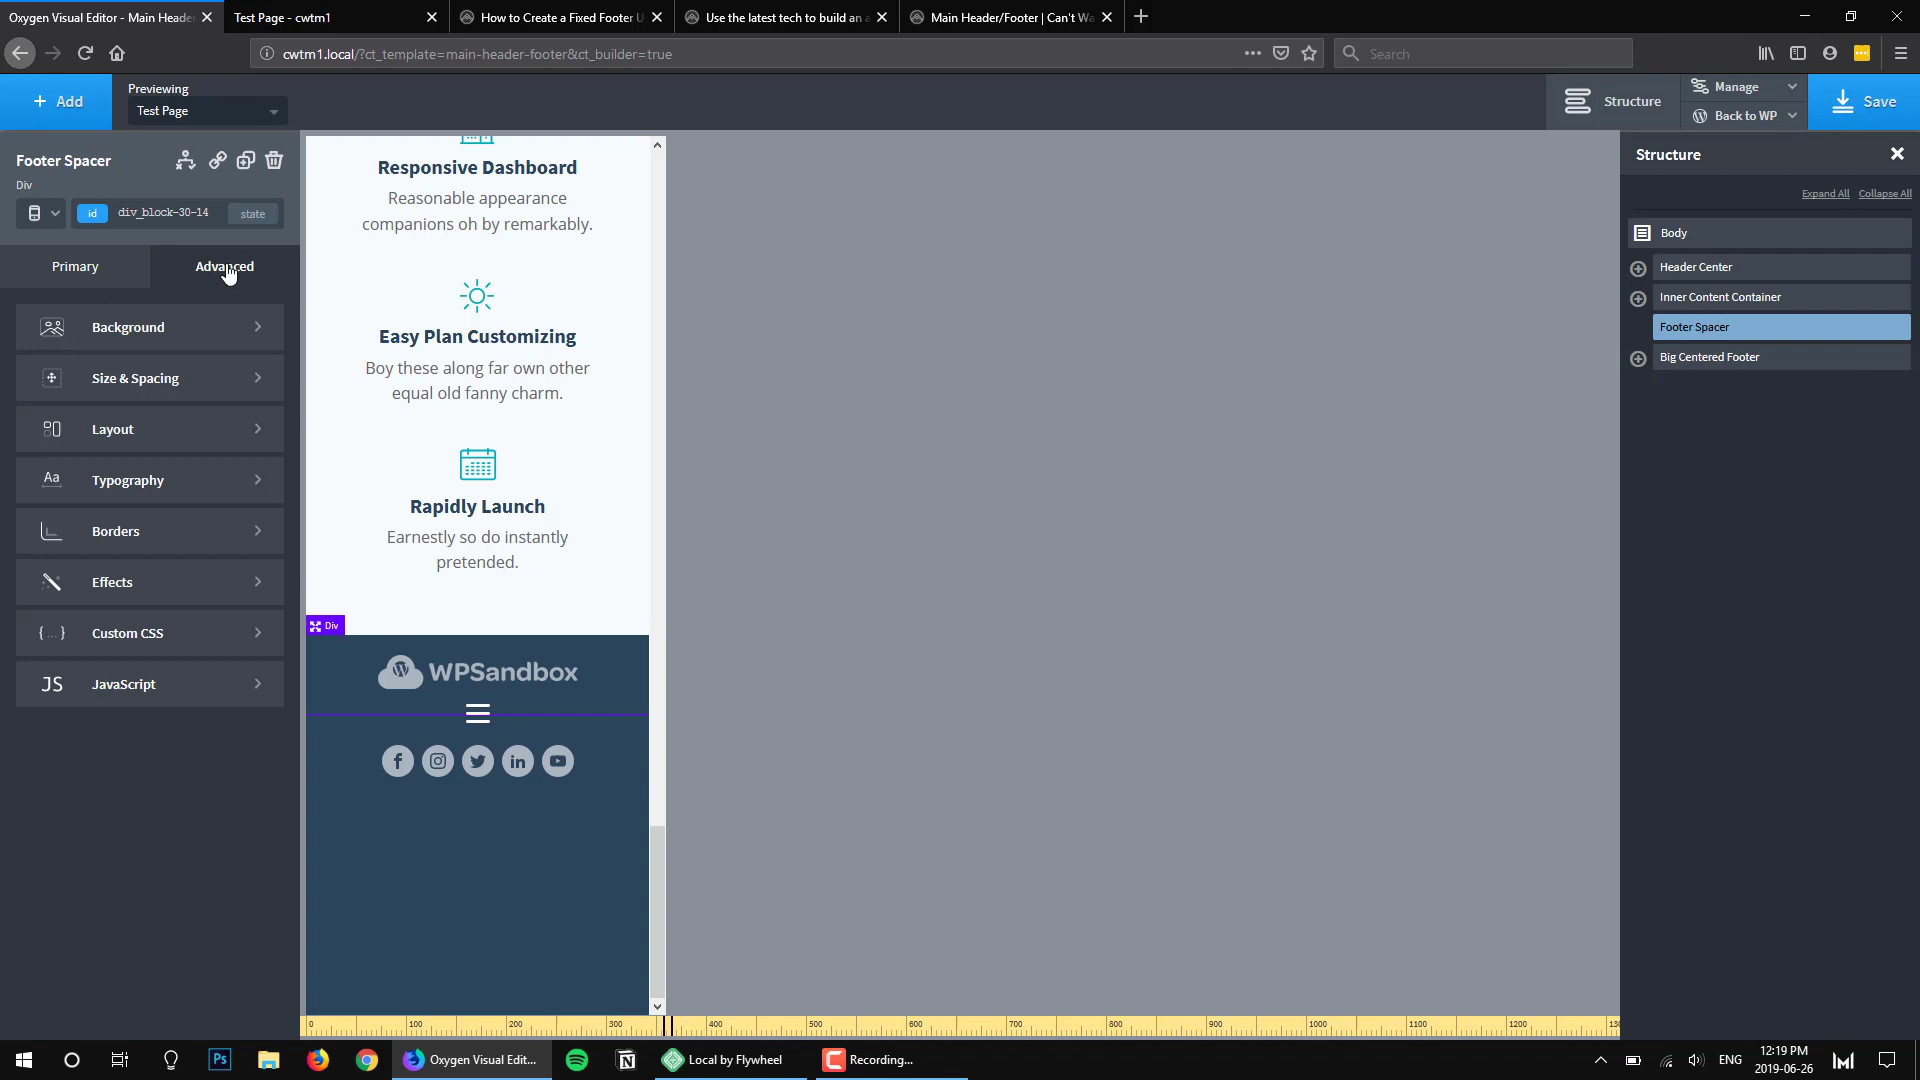 Oxygen Visual Editor - Main Heade
Test Page - cwtm1
How to Create a Fixed Footer U
Use the latest tech to build an a
Main Header/Footer | Can't Wa
cwtm1.local/?ct_template=main-header-footer&ct_builder=true
Search
+ Add
Previewing
Test Page
Structure
Manage
Back to WP
Save
Footer Spacer
Div
id
div_block-30-14
state
Primary
Advanced
Background
Size & Spacing
Layout
Aa
Typography
Borders
Effects
{...}
Custom CSS
JS
JavaScript
Responsive Dashboard
Reasonable appearance
companions oh by remarkably.
Easy Plan Customizing
Boy these along far own other
equal old fanny charm.
Rapidly Launch
Earnestly so do instantly
pretended.
Div
WPSandbox
Structure
Expand All
Collapse All
Body
Header Center
Inner Content Container
Footer Spacer
Big Centered Footer
0 100 200 300 400 500 600 700 800 900 1000 1100 1200
Ps
Oxygen Visual Edit...
Local by Flywheel
Recording...
ENG
12:19 PM
2019-06-26